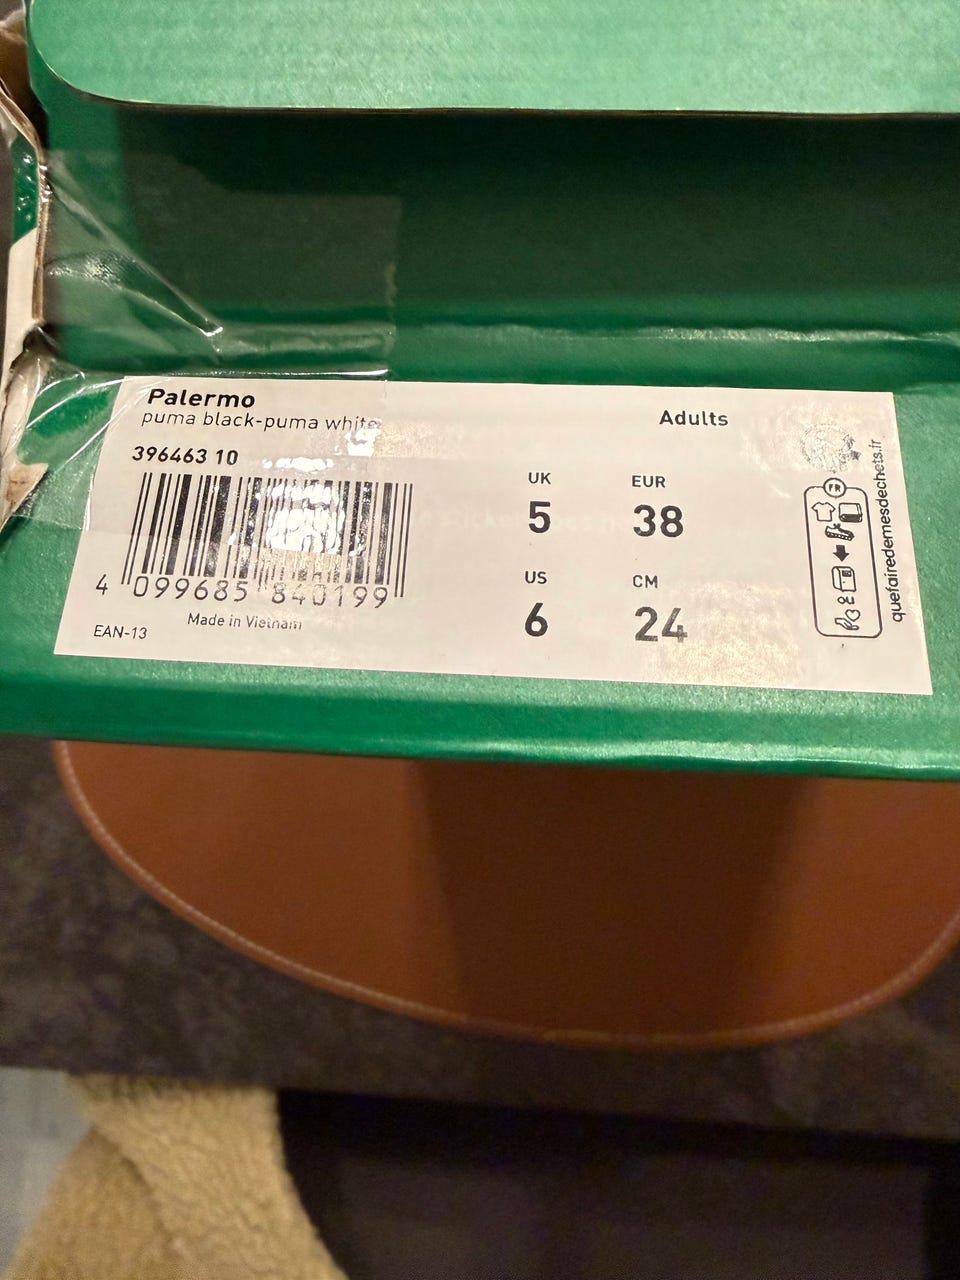 Palermo
puma black-puma white
Adults
396463 10
UK
EUR
5
38
US
CM
6
24
4 099685 840199
Made in Vietnam
EAN-13
FR
quefairedemesdechets.fr